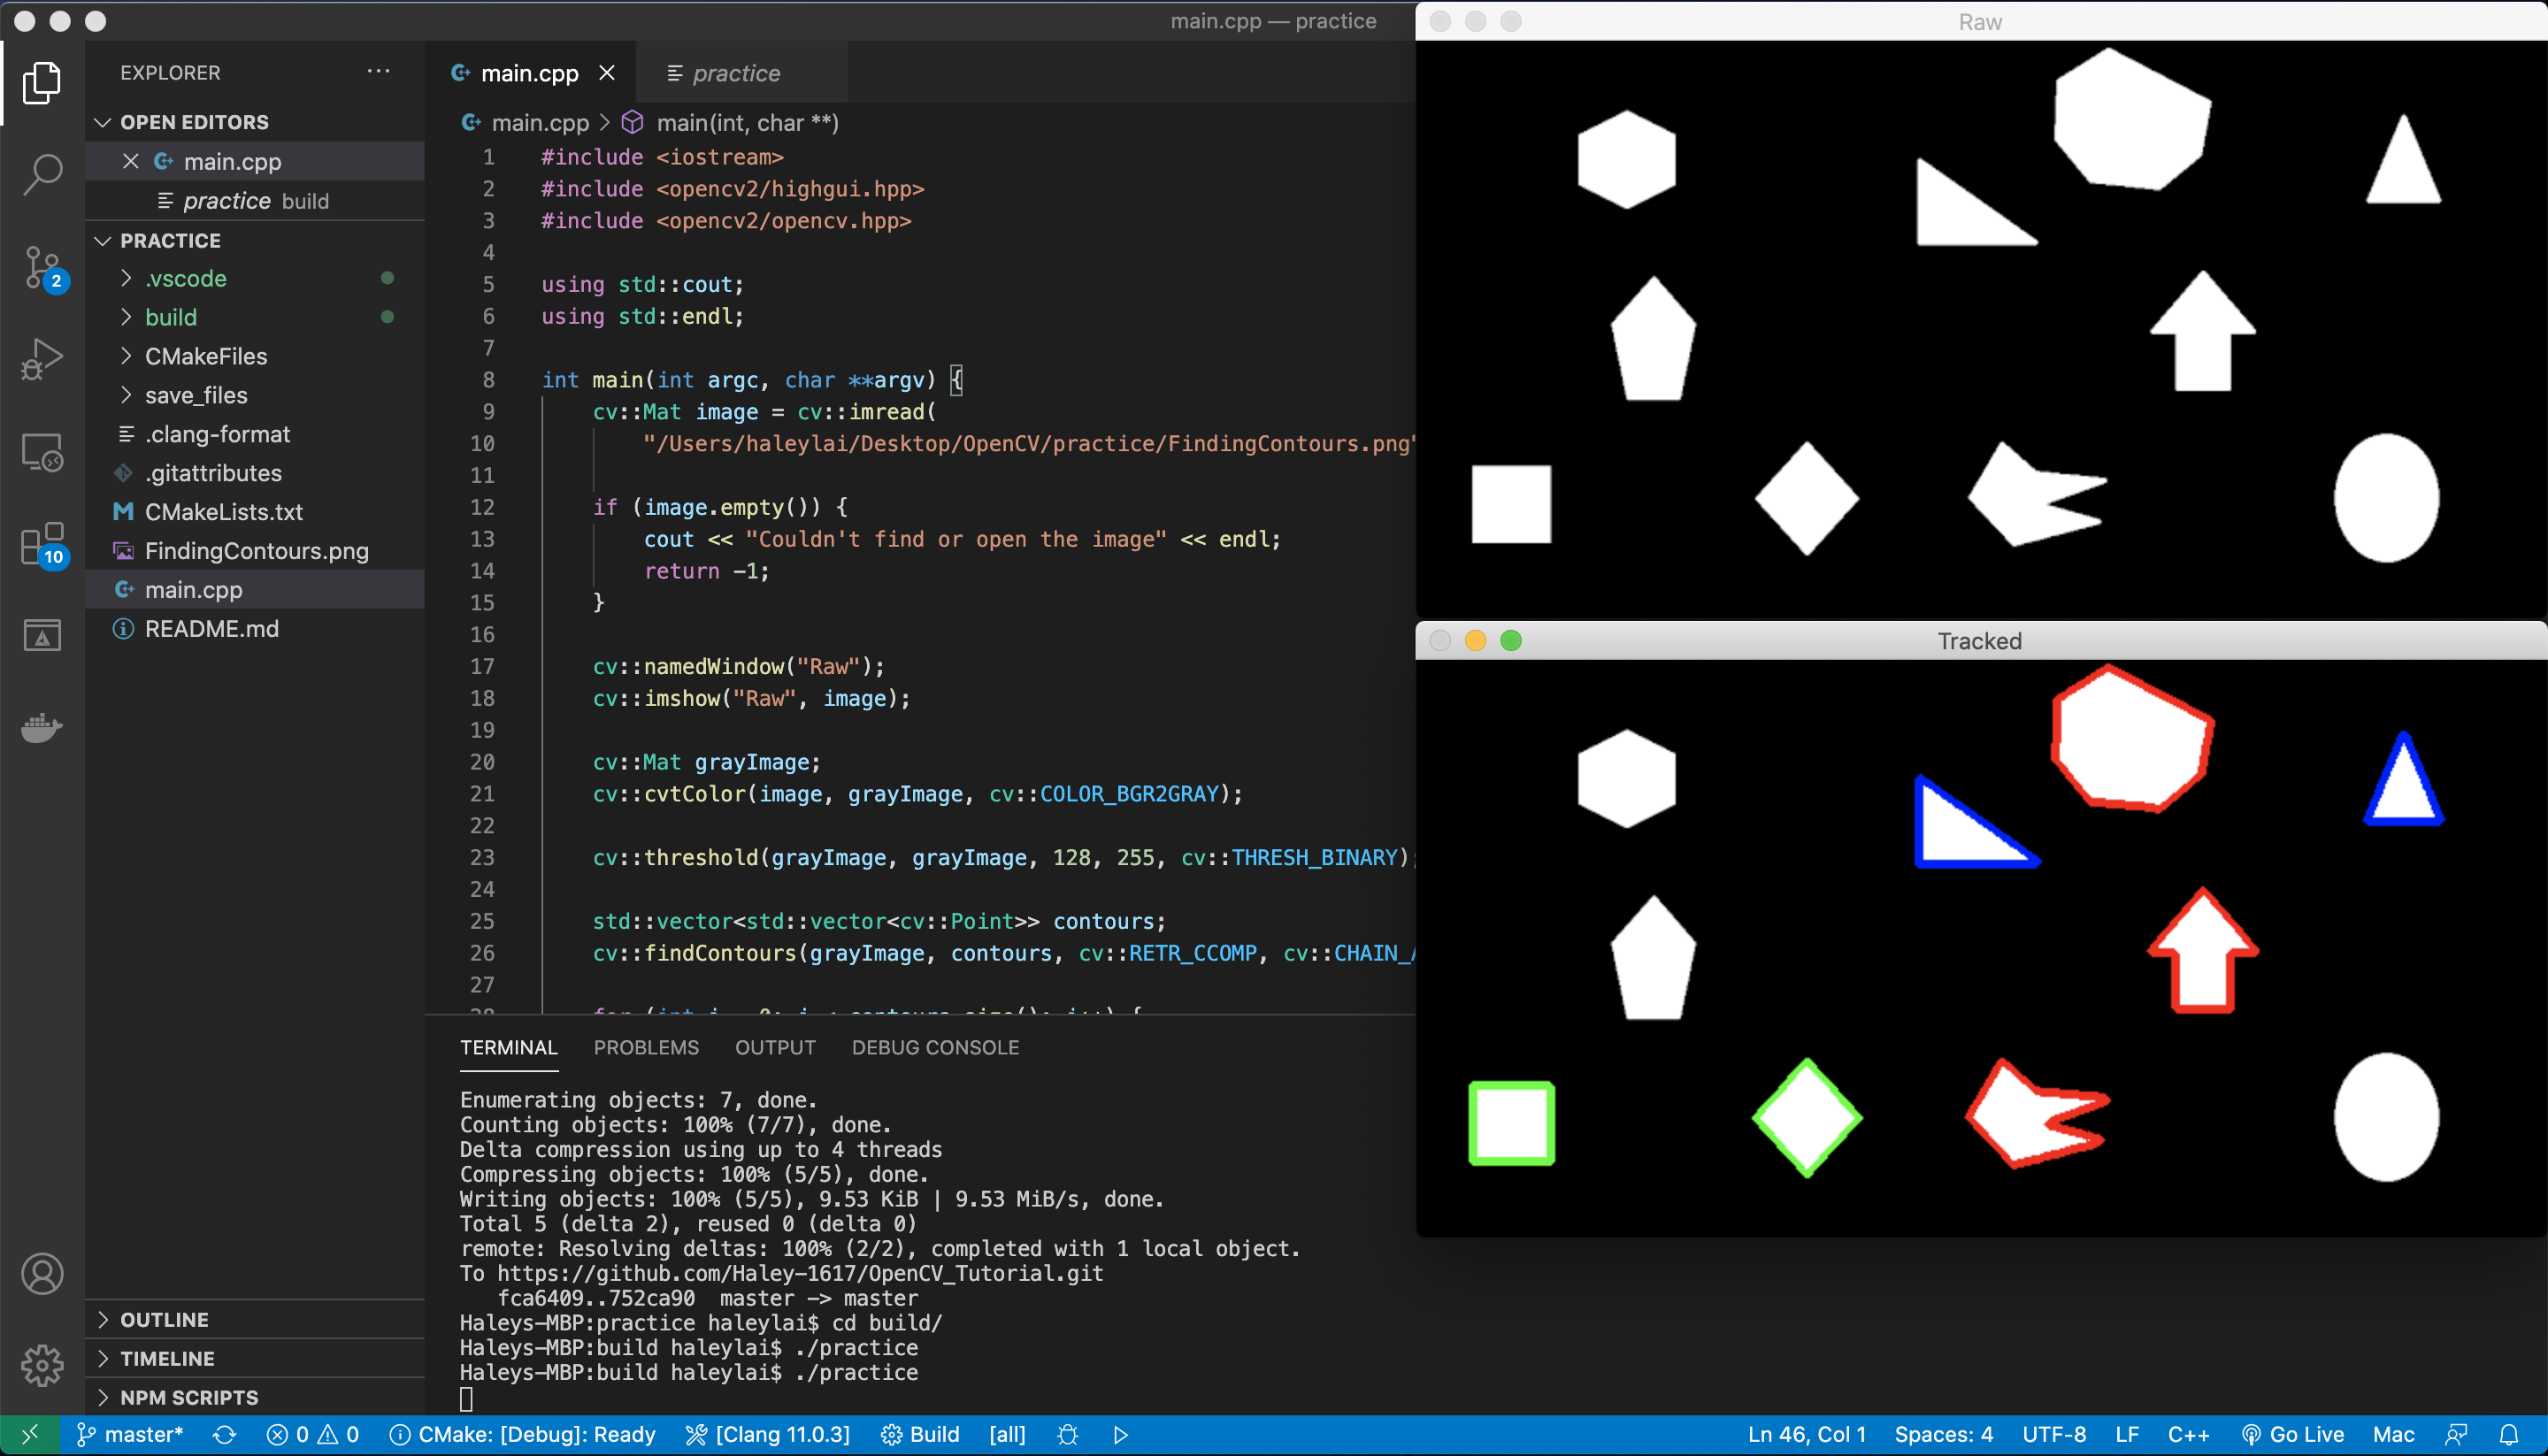 main.cpp — practice
EXPLORER
OPEN EDITORS
main.cpp
practice build
PRACTICE
.vscode
build
CMakeFiles
save_files
.clang-format
.gitattributes
CMakeLists.txt
FindingContours.png
main.cpp
README.md
OUTLINE
TIMELINE
NPM SCRIPTS
2
10
main.cpp
practice
main.cpp > main(int, char **)
1 #include <iostream>
2 #include <opencv2/highgui.hpp>
3 #include <opencv2/opencv.hpp>
4
5 using std::cout;
6 using std::endl;
7
8 int main(int argc, char **argv) {
9 cv::Mat image = cv::imread(
10 "/Users/haleylai/Desktop/OpenCV/practice/FindingContours.png"
11
12 if (image.empty()) {
13 cout << "Couldn't find or open the image" << endl;
14 return -1;
15 }
16
17 cv::namedWindow("Raw");
18 cv::imshow("Raw", image);
19
20 cv::Mat grayImage;
21 cv::cvtColor(image, grayImage, cv::COLOR_BGR2GRAY);
22
23 cv::threshold(grayImage, grayImage, 128, 255, cv::THRESH_BINARY);
24
25 std::vector<std::vector<cv::Point>> contours;
26 cv::findContours(grayImage, contours, cv::RETR_CCOMP, cv::CHAIN_A
27
28 for (int i = 0; i < contours.size(); i++) {
TERMINAL PROBLEMS OUTPUT DEBUG CONSOLE
Enumerating objects: 7, done.
Counting objects: 100% (7/7), done.
Delta compression using up to 4 threads
Compressing objects: 100% (5/5), done.
Writing objects: 100% (5/5), 9.53 KiB | 9.53 MiB/s, done.
Total 5 (delta 2), reused 0 (delta 0)
remote: Resolving deltas: 100% (2/2), completed with 1 local object.
To https://github.com/Haley-1617/OpenCV_Tutorial.git
fca6409..752ca90 master -> master
Haleys-MBP:practice haleylai$ cd build/
Haleys-MBP:build haleylai$ ./practice
Haleys-MBP:build haleylai$ ./practice
Raw
Tracked
master* 0 0 CMake: [Debug]: Ready [Clang 11.0.3] Build [all] Ln 46, Col 1 Spaces: 4 UTF-8 LF C++ Go Live Mac